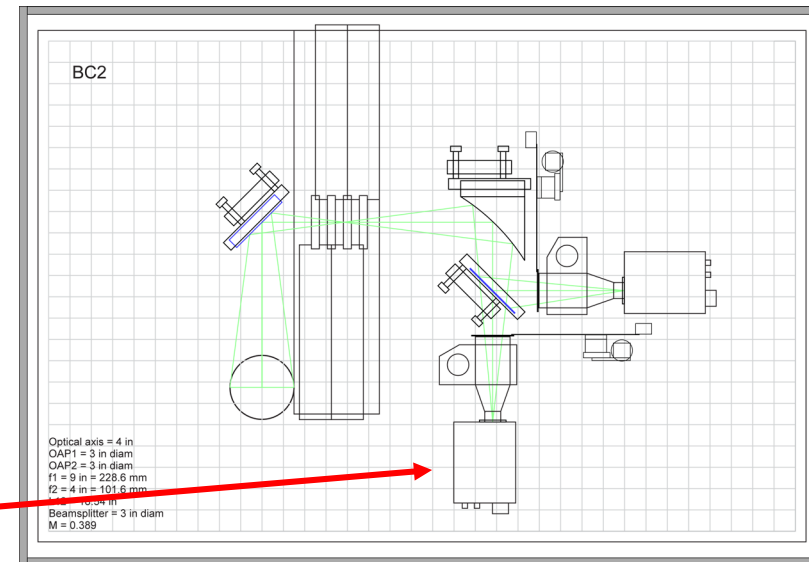 BC2
Optical axis = 4 in
OAP1 = 3 in diam
OAP2 = 3 in diam
f1 = 9 in = 228.6 mm
f2 = 4 in = 101.6 mm
in
Beamsplitter = 3 in diam
M = 0.389